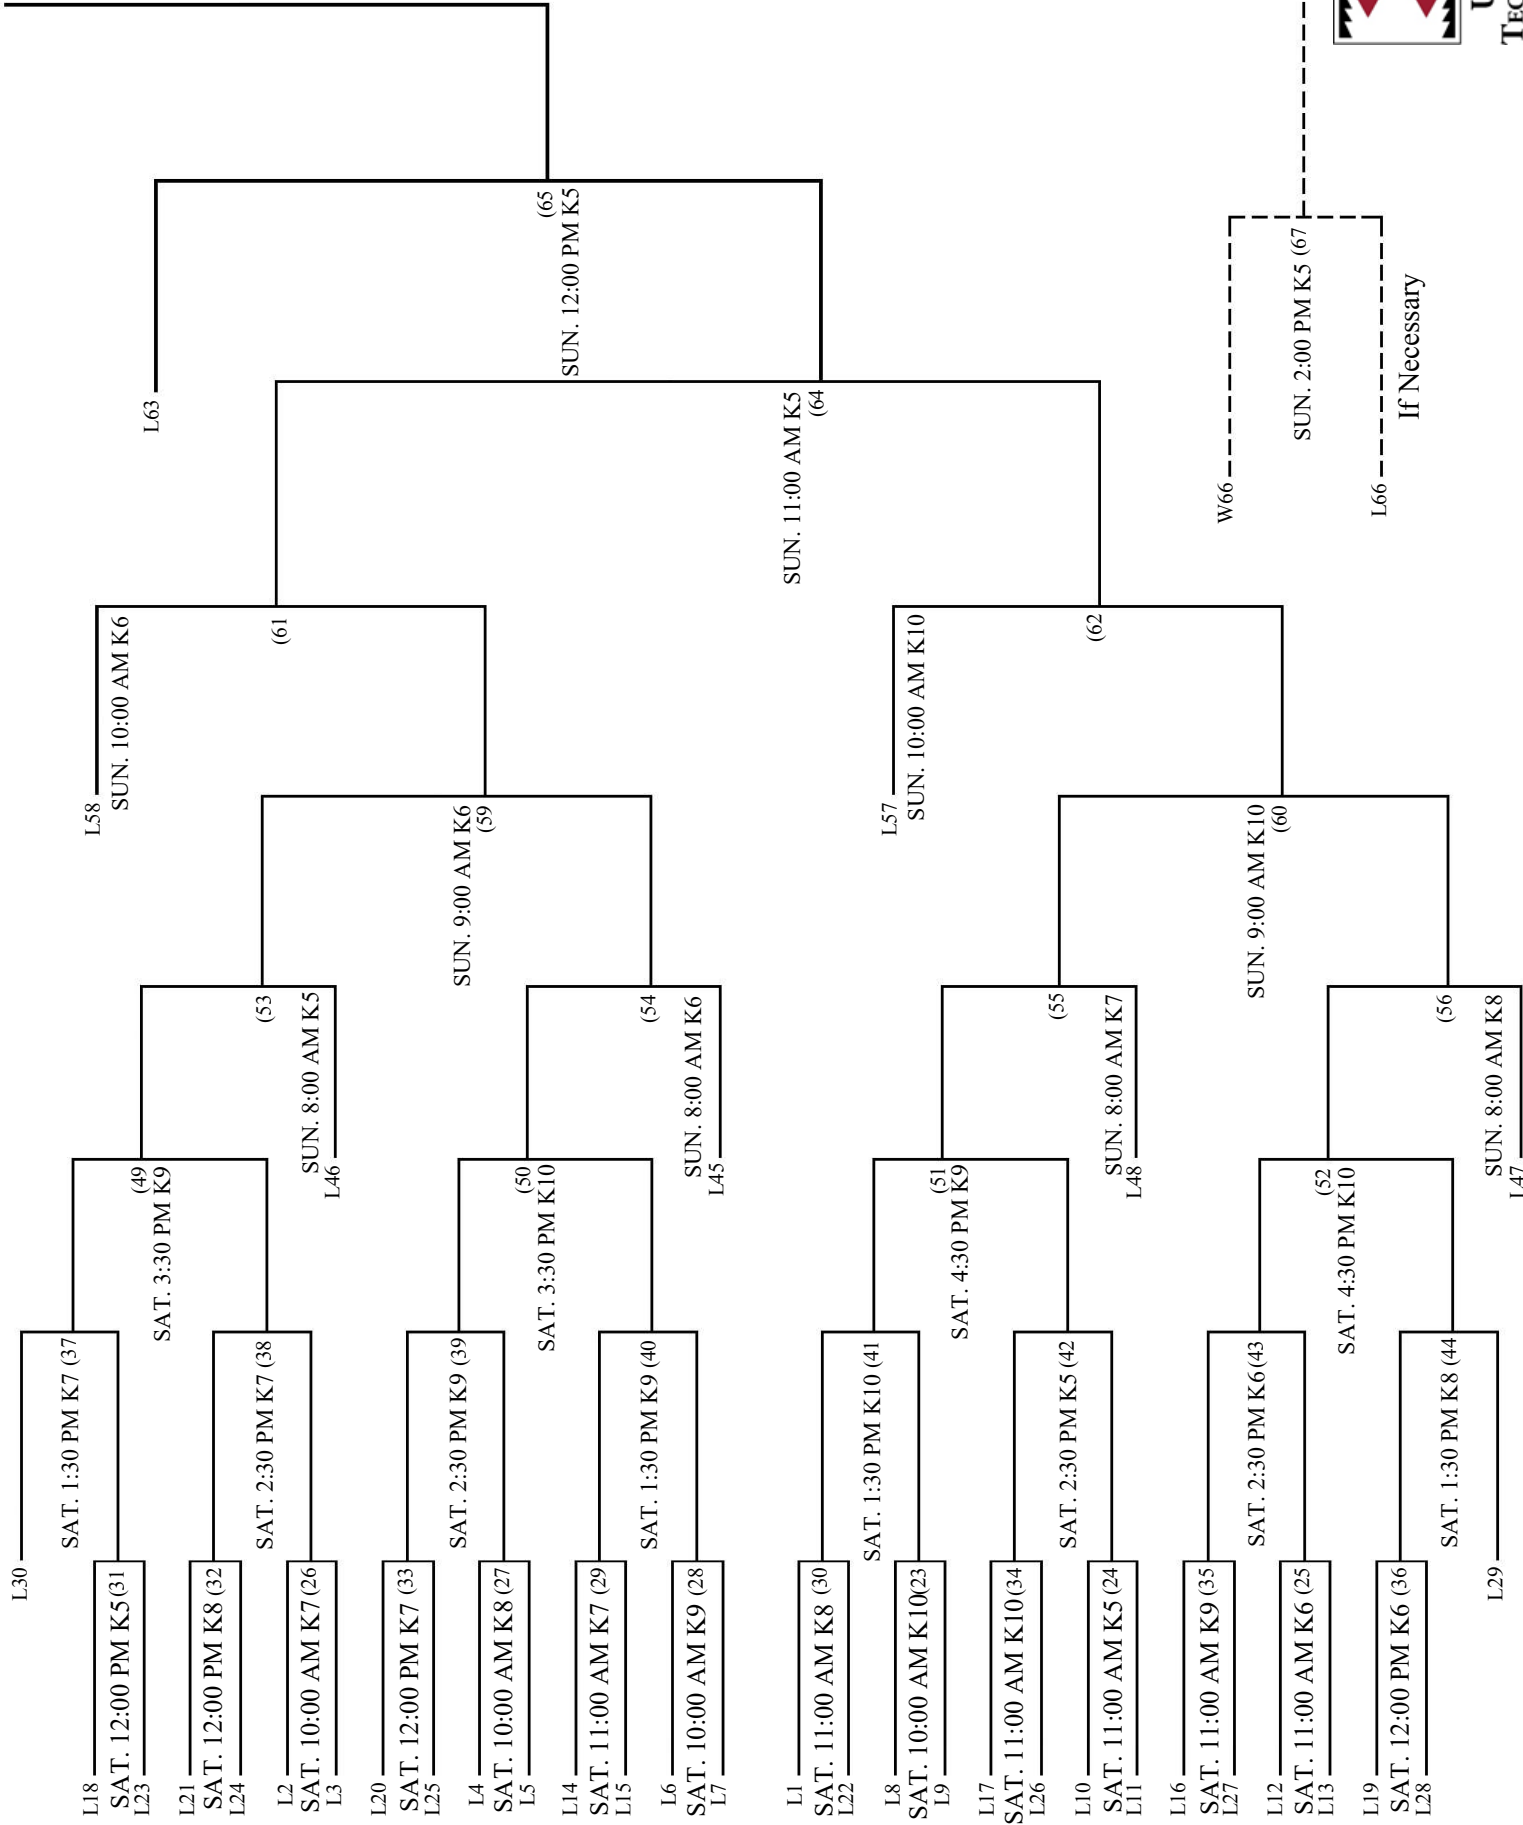 L30
SAT. 1:30 PM K7 (37
L18
SAT. 12:00 PM K5 (31
L23
L21
SAT. 12:00 PM K8 (32
L24
SAT. 2:30 PM K7 (38
L2
SAT. 10:00 AM K7 (26
L3
L20
SAT. 12:00 PM K7 (33
L25
SAT. 2:30 PM K9 (39
L4
SAT. 10:00 AM K8 (27
L5
L14
SAT. 11:00 AM K7 (29
L15
SAT. 1:30 PM K9 (40
L6
SAT. 10:00 AM K9 (28
L7
L1
SAT. 11:00 AM K8 (30
L22
SAT. 1:30 PM K10 (41
L8
SAT. 10:00 AM K10(23
L9
L17
SAT. 11:00 AM K10 (34
L26
SAT. 2:30 PM K5 (42
L10
SAT. 11:00 AM K5 (24
L11
L16
SAT. 11:00 AM K9 (35
L27
SAT. 2:30 PM K6 (43
L12
SAT. 11:00 AM K6 (25
L13
L19
SAT. 12:00 PM K6 (36
L28
SAT. 1:30 PM K8 (44
L29
(49
SAT. 3:30 PM K9
(50
SAT. 3:30 PM K10
(51
SAT. 4:30 PM K9
(52
SAT. 4:30 PM K10
(53
SUN. 8:00 AM K5
L46
(54
SUN. 8:00 AM K6
L45
(55
SUN. 8:00 AM K7
L48
(56
SUN. 8:00 AM K8
L47
SUN. 9:00 AM K6
(59
SUN. 9:00 AM K10
(60
L58
SUN. 10:00 AM K6
(61
L57
SUN. 10:00 AM K10
(62
SUN. 11:00 AM K5
(64
L63
(65
SUN. 12:00 PM K5
W66
SUN. 2:00 PM K5 (67
L66
If Necessary
U
TEC